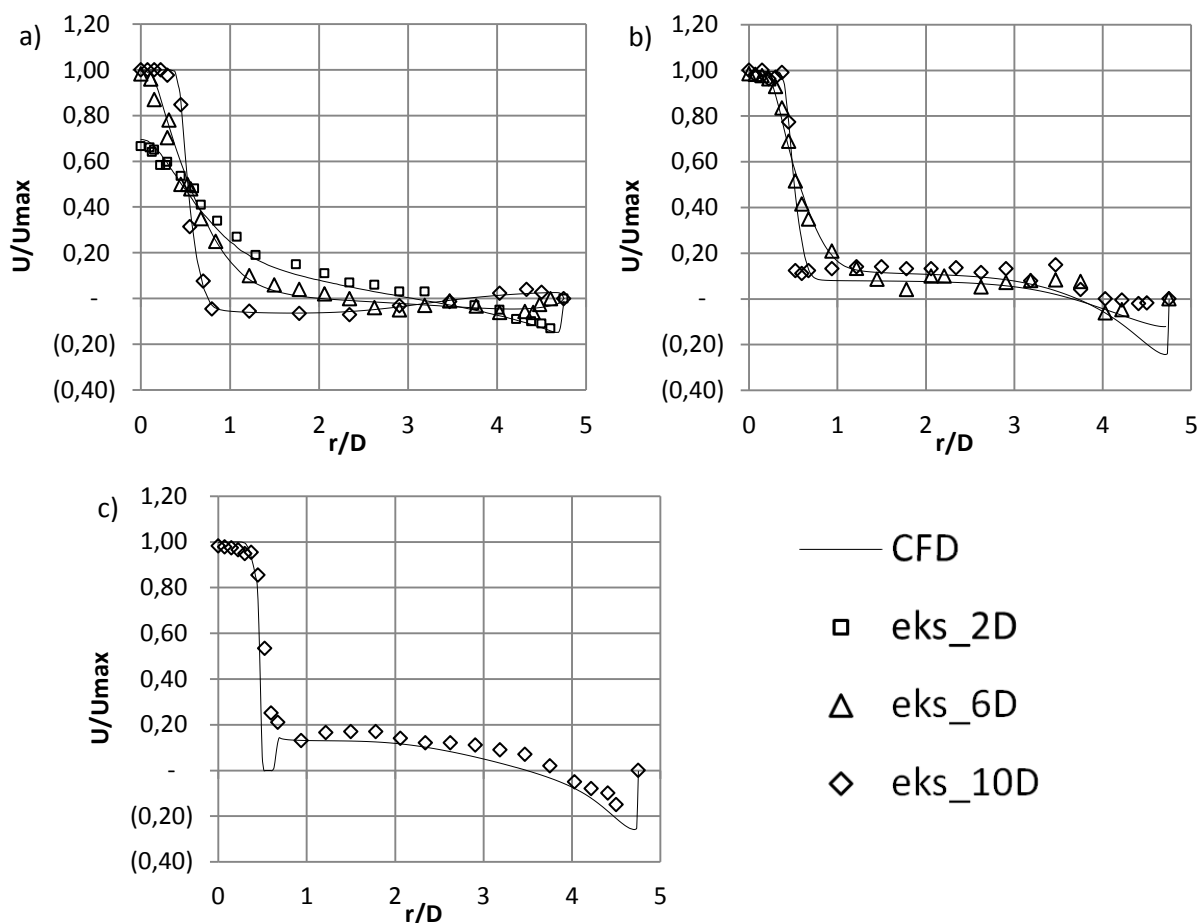 a)
1,20
1,00
0,80
0,60
0,40
0,20
-
(0,20)
(0,40)
U/Umax
0 1 2 3 4 5
r/D
b)
1,20
1,00
0,80
0,60
0,40
0,20
-
(0,20)
(0,40)
U/Umax
0 1 2 3 4 5
r/D
c)
1,20
1,00
0,80
0,60
0,40
0,20
-
(0,20)
(0,40)
U/Umax
0 1 2 3 4 5
r/D
CFD
eks_2D
eks_6D
eks_10D